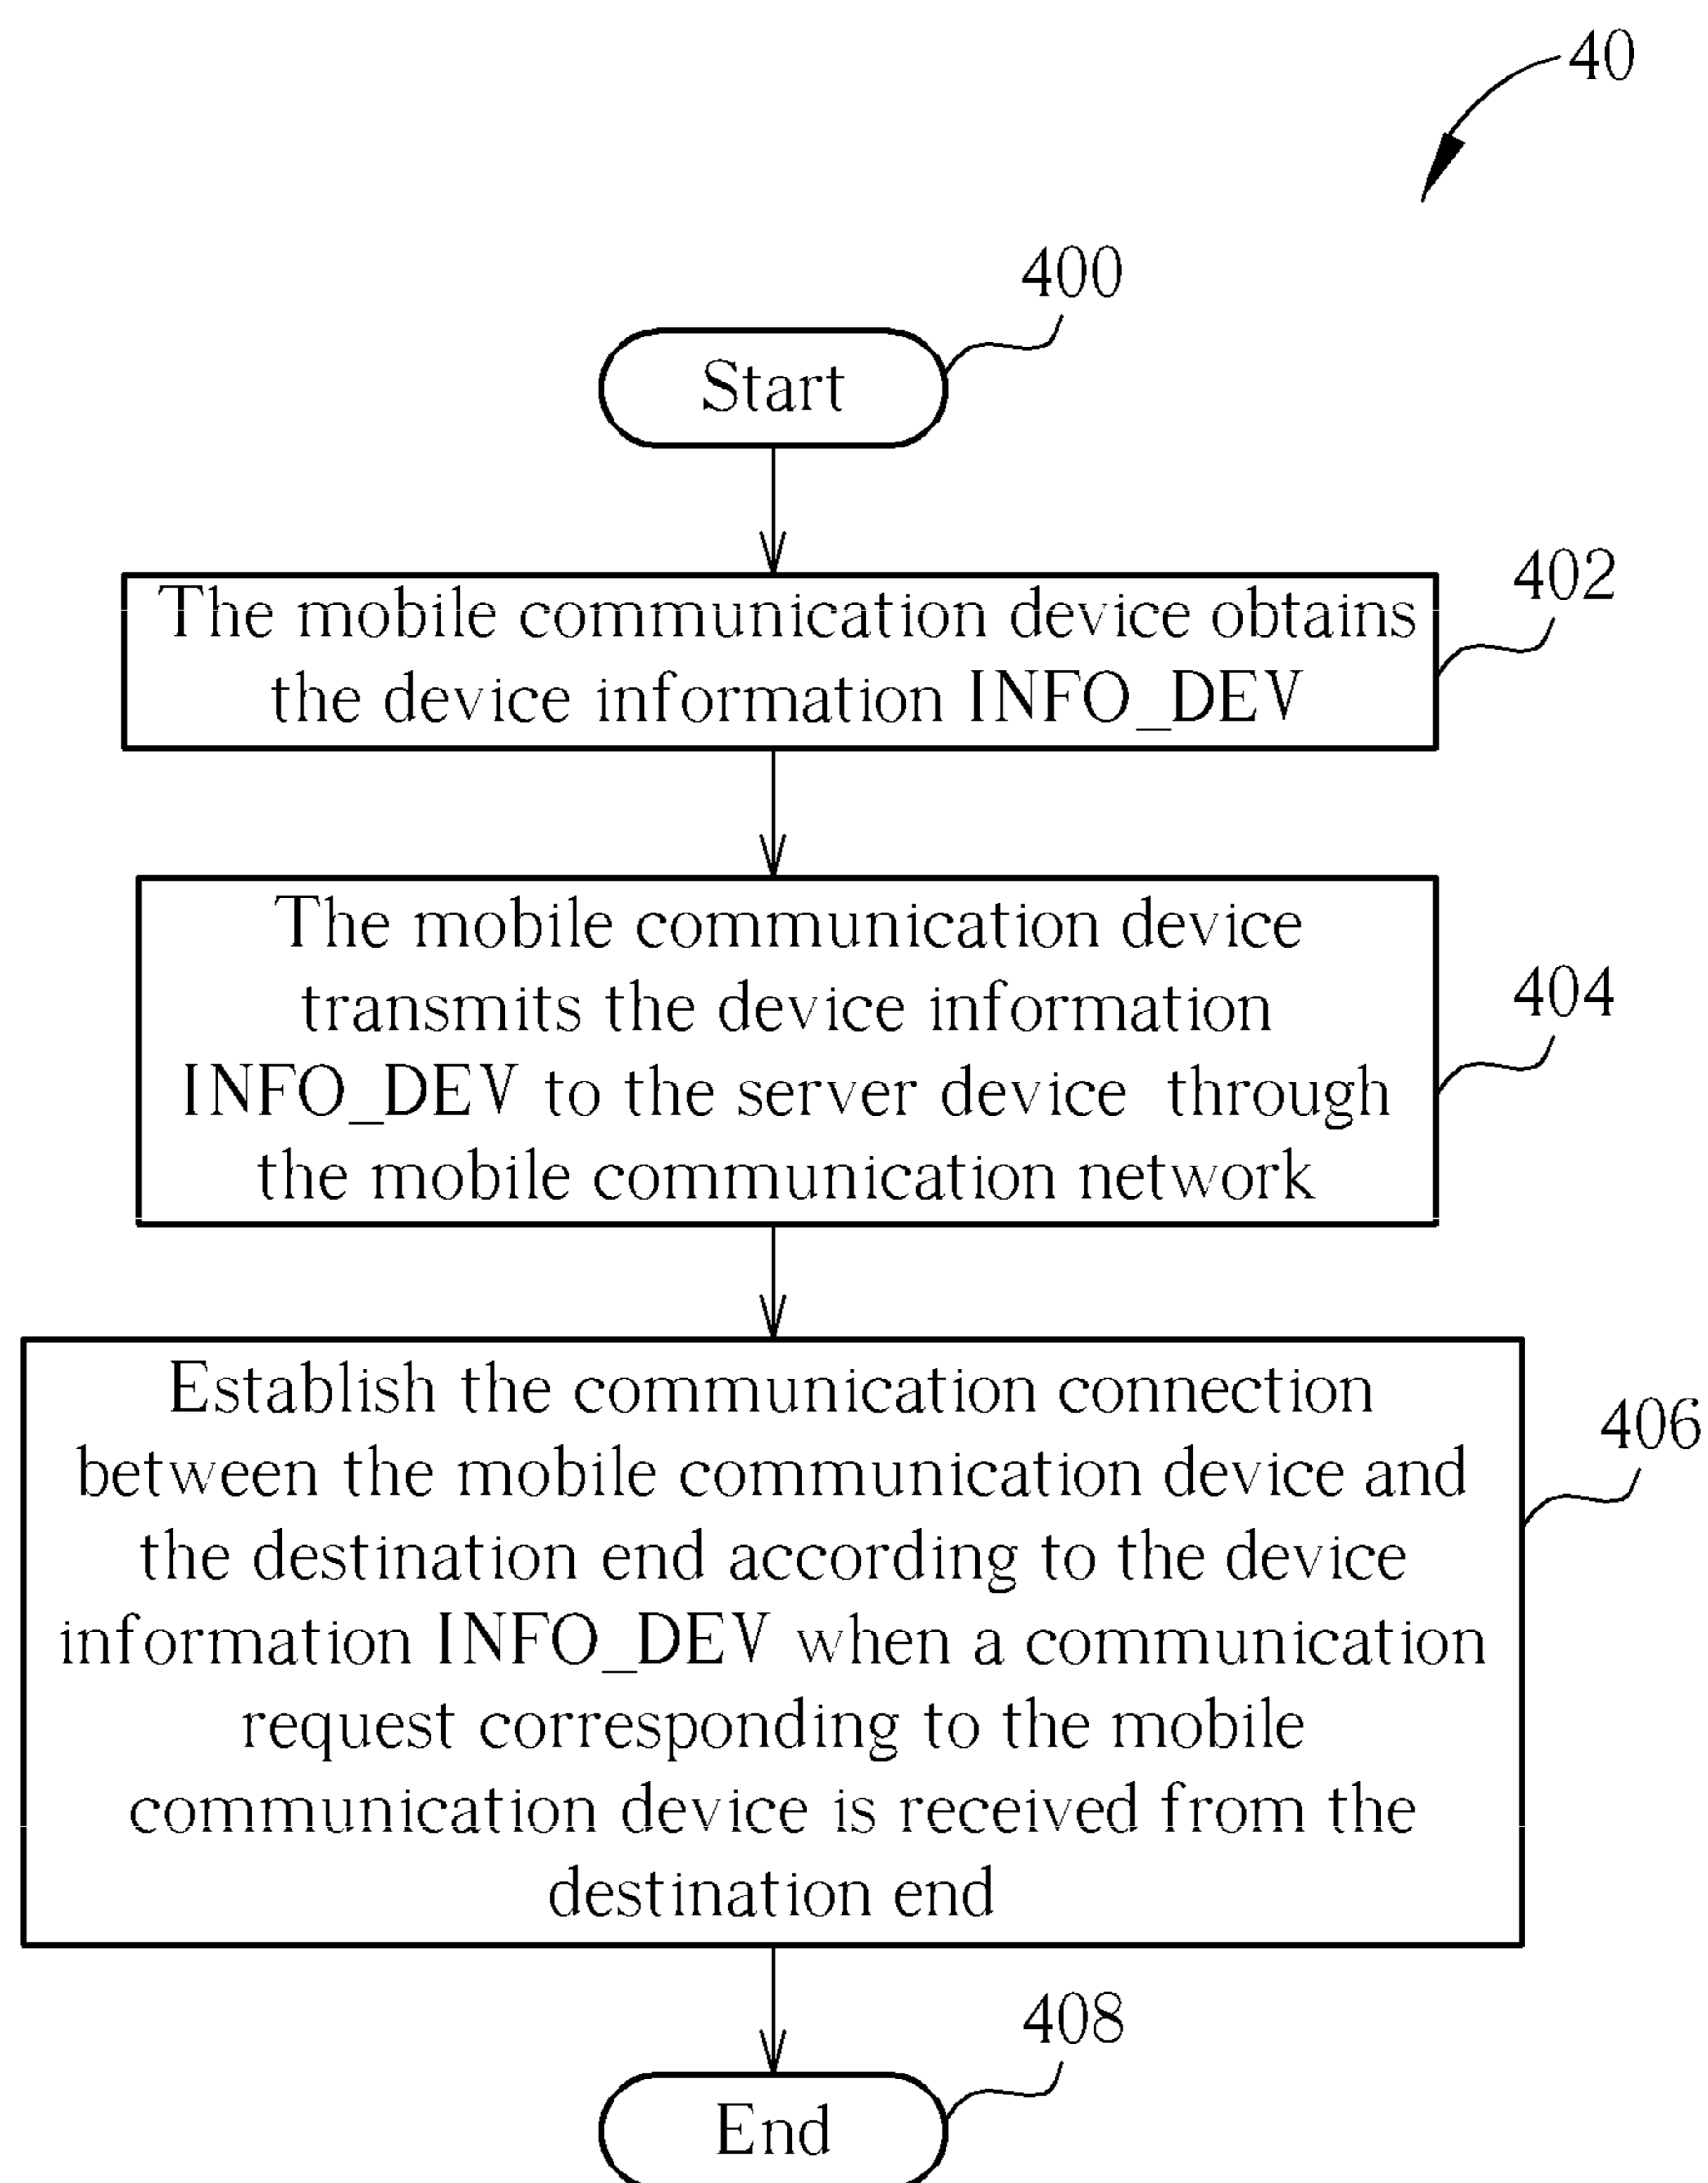 40
400
Start
402
The mobile communication device obtains
the device information INFO_DEV
404
The mobile communication device
transmits the device information
INFO_DEV to the server device through
the mobile communication network
406
Establish the communication connection
between the mobile communication device and
the destination end according to the device
information INFO_DEV when a communication
request corresponding to the mobile
communication device is received from the
destination end
408
End